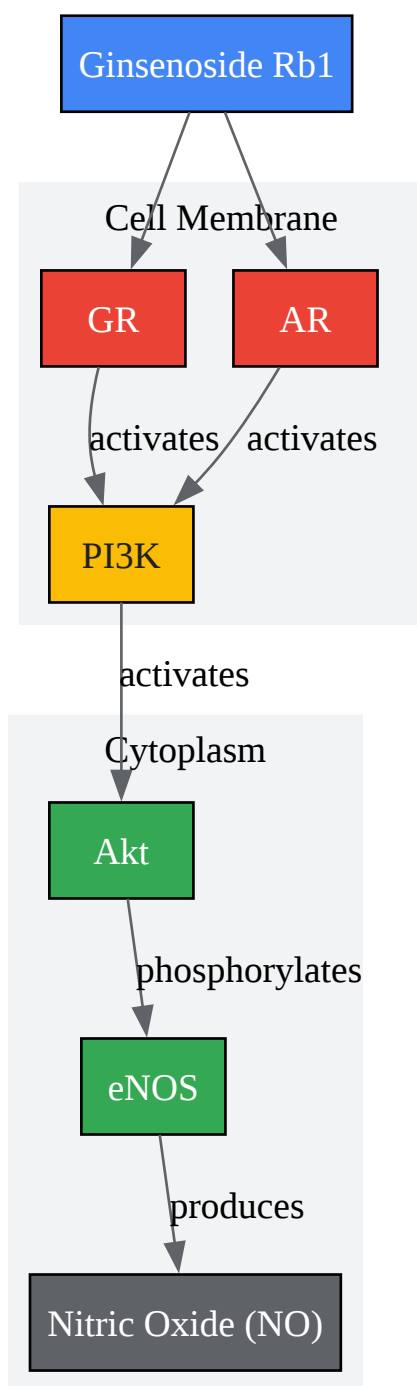 Ginsenoside Rb1
Cell Membrane
GR
AR
activates
activates
PI3K
activates
Cytoplasm
Akt
phosphorylates
eNOS
produces
Nitric Oxide (NO)